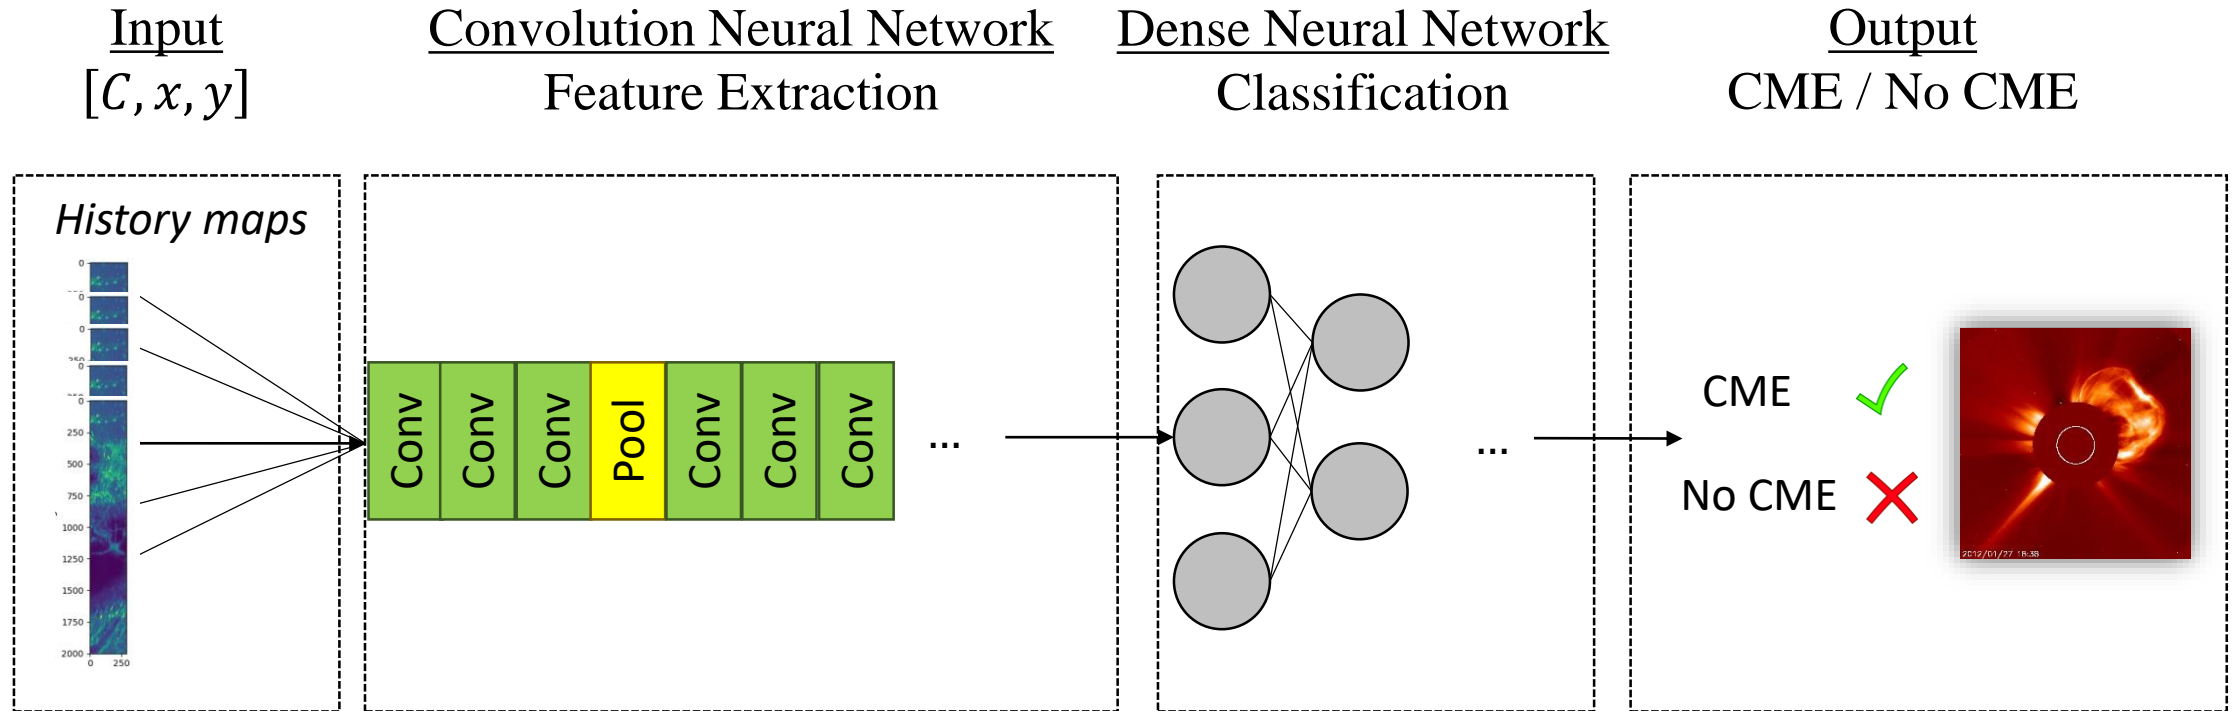 Input
[C, x, y]
Convolution Neural Network
Feature Extraction
Dense Neural Network
Classification
Output
CME / No CME
History maps
0
0
0
250
0
0
250
500
750
1000
1250
1500
1750
2000
0 250
Conv
Conv
Conv
Pool
Conv
Conv
Conv
...
...
CME
No CME
2012/01/27 18:38